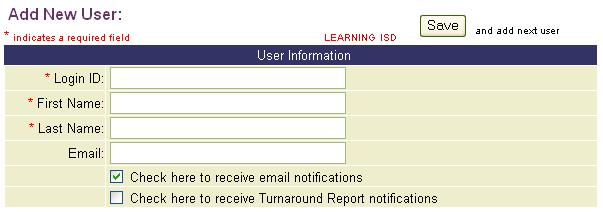 Add New User:
* indicates a required field LEARNING ISD Save and add next user
User Information
* Login ID:
* First Name:
* Last Name:
Email:
Check here to receive email notifications
Check here to receive Turnaround Report notifications